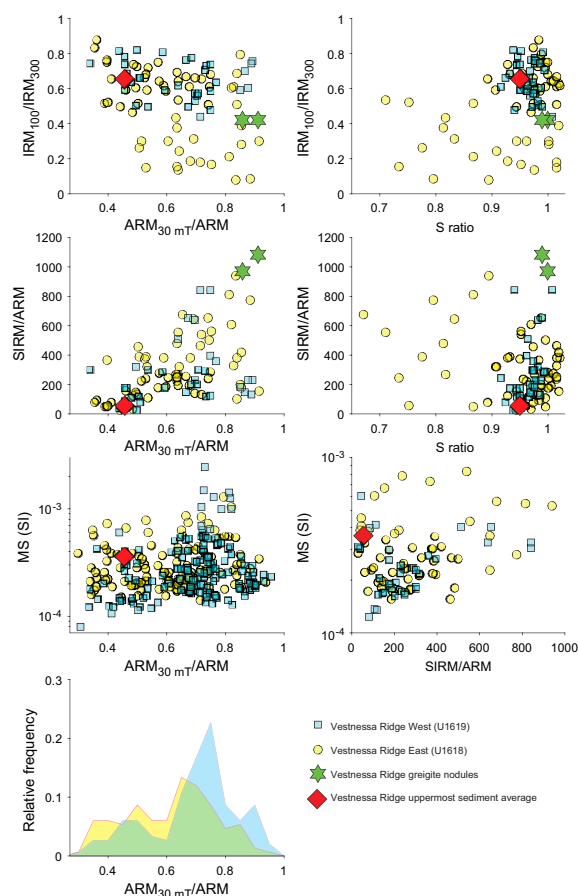 1
0.8
0.6
0.4
0.2
0
IRM100/IRM300
0.4 0.6 0.8 1
ARM30 mT/ARM
1
0.8
0.6
0.4
0.2
0
IRM100/IRM300
0.7 0.8 0.9 1
S ratio
1200
1000
800
600
400
200
0
SIRM/ARM
0.4 0.6 0.8 1
ARM30 mT/ARM
1200
1000
800
600
400
200
0
SIRM/ARM
0.7 0.8 0.9 1
S ratio
10-3
10-4
MS (SI)
0.4 0.6 0.8 1
ARM30 mT/ARM
10-3
10-4
MS (SI)
0 200 400 600 800 1000
SIRM/ARM
0.3
0.2
0.1
0
Relative frequency
0.4 0.6 0.8 1
ARM30 mT/ARM
Vestnessa Ridge West (U1619)
Vestnessa Ridge East (U1618)
Vestnessa Ridge greigite nodules
Vestnessa Ridge uppermost sediment average